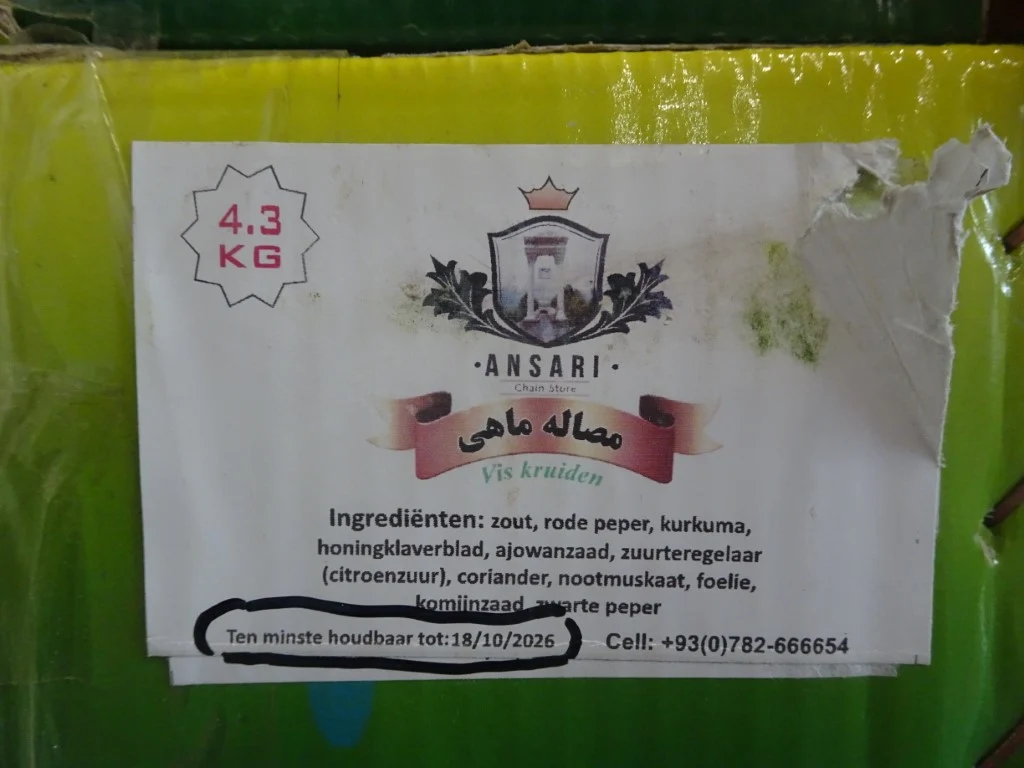 4.3
KG
·ANSARI·
Chain Store
مصاله ماهی
Vis kruiden
Ingrediënten: zout, rode peper, kurkuma,
honingklaverblad, ajowanzaad, zuurteregelaar
(citroenzuur), coriander, nootmuskaat, foelie,
komijnzaad, zwarte peper
Ten minste houdbaar tot:18/10/2026
Cell: +93(0)782-666654